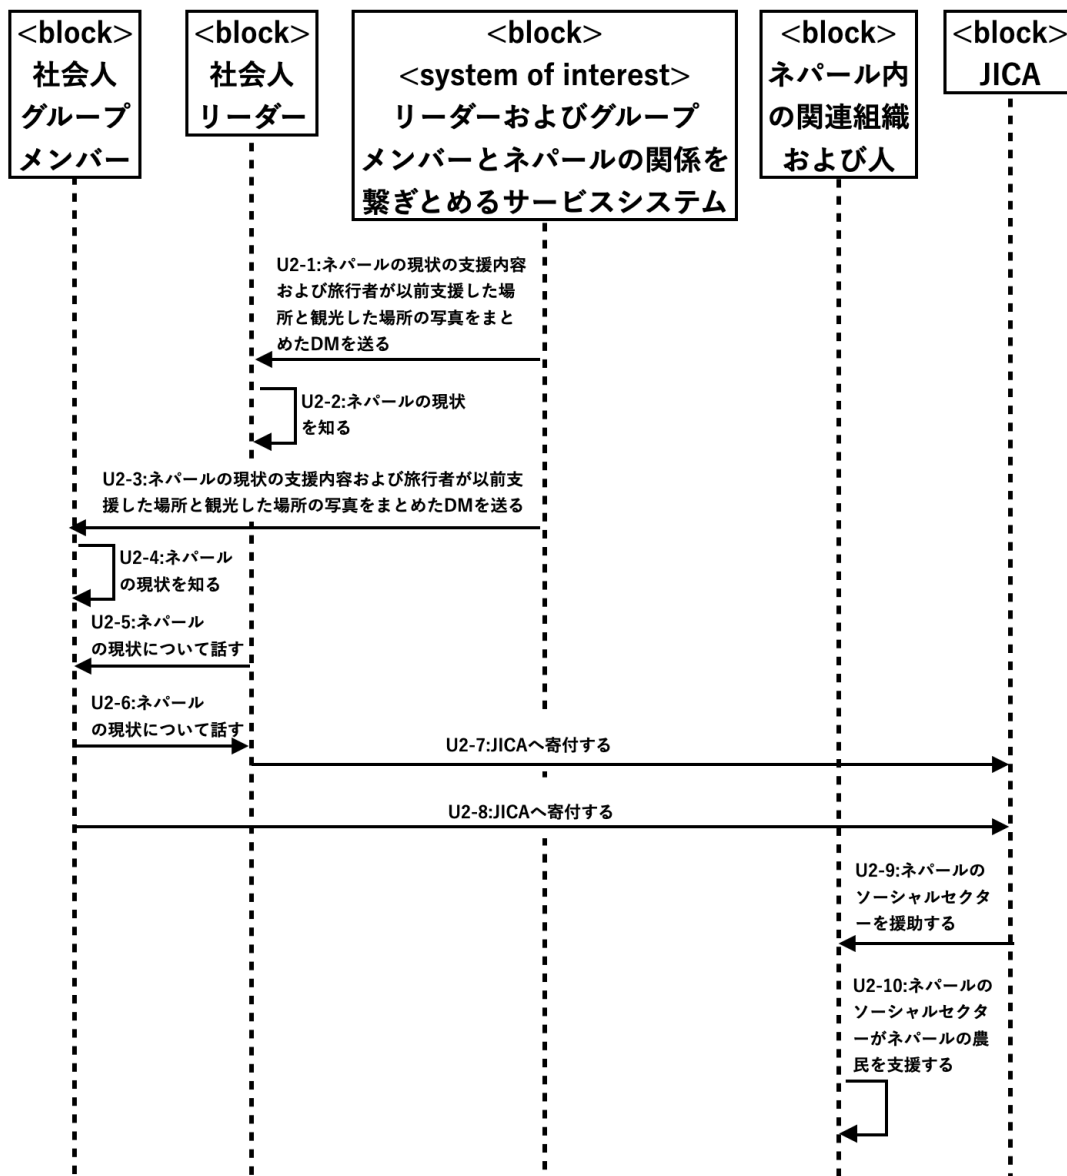 <block>
社会人
グループ
メンバー
<block>
社会人
リーダー
<block>
<system of interest>
リーダーおよびグループ
メンバーとネパールの関係を
繋ぎとめるサービスシステム
<block>
ネパール内
の関連組織
および人
<block>
JICA
U2-1:ネパールの現状の支援内容
および旅行者が以前支援した場
所と観光した場所の写真をまと
めたDMを送る
U2-2:ネパールの現状
を知る
U2-3:ネパールの現状の支援内容および旅行者が以前支
援した場所と観光した場所の写真をまとめたDMを送る
U2-4:ネパール
の現状を知る
U2-5:ネパール
の現状について話す
U2-6:ネパール
の現状について話す
U2-7:JICAへ寄付する
U2-8:JICAへ寄付する
U2-9:ネパールの
ソーシャルセクタ
ーを援助する
U2-10:ネパールの
ソーシャルセクタ
ーがネパールの農
民を支援する